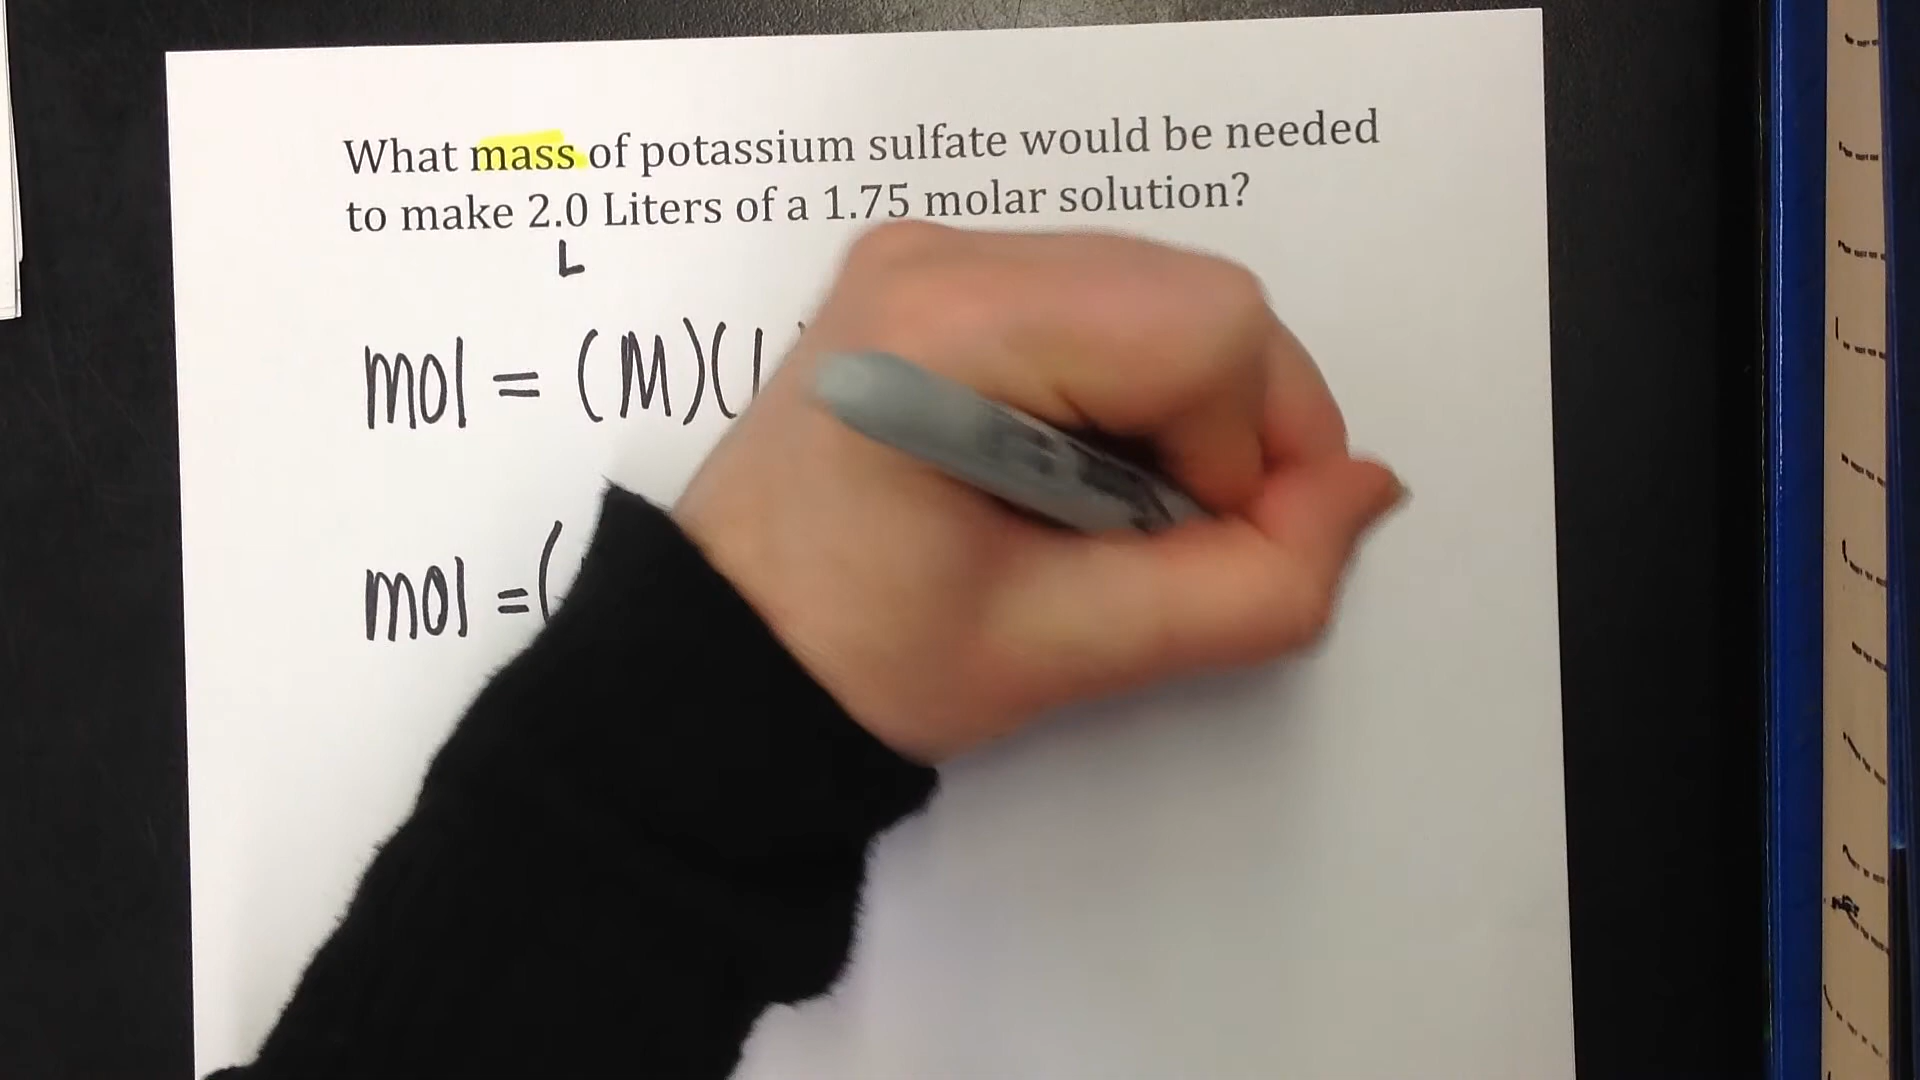 What mass of potassium sulfate would be needed
to make 2.0 Liters of a 1.75 molar solution?
L
mol = (M)(L
mol = (